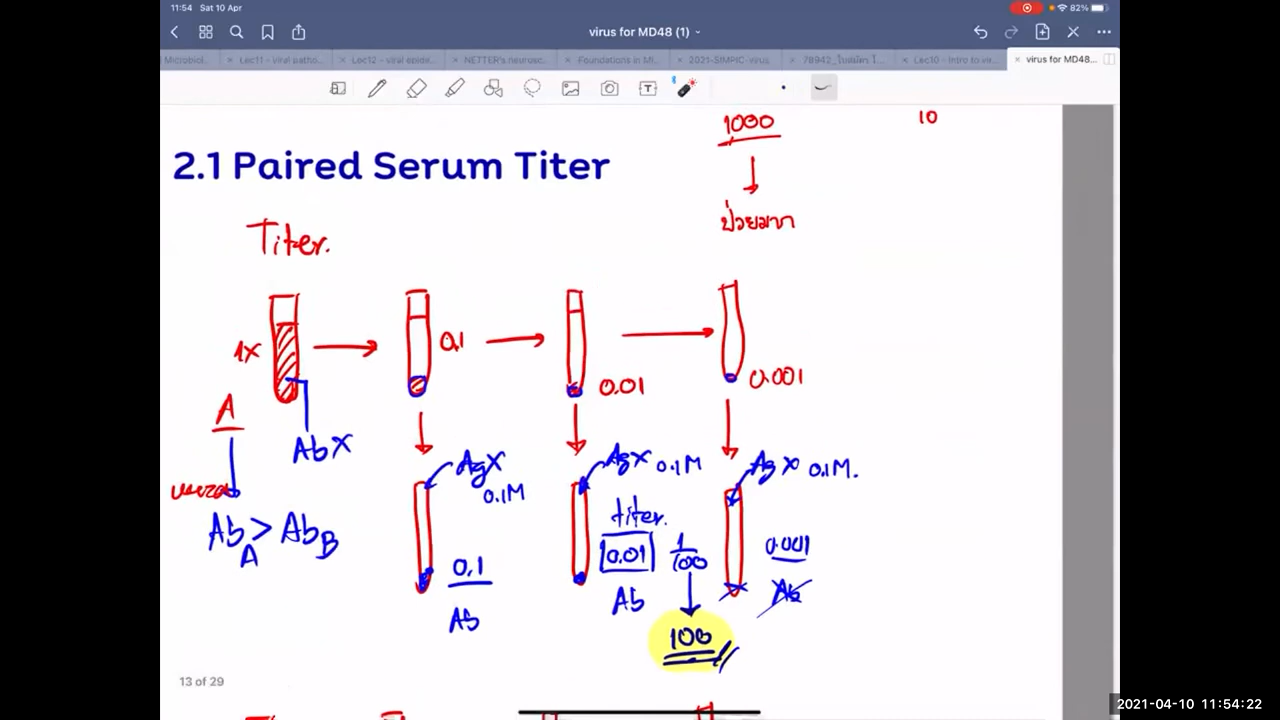 11:54 Sat 10 Apr
82%
virus for MD48 (1)
Microbiol. Lec11 - viral patho... Lec12 - viral epide... NETTER's neurosc... Foundations in Mi... 2021-SIMPIC-virus Lec10 - Intro to vir... virus for MD48...
1000
10
2.1 Paired Serum Titer
ป่วยมาก
Titer.
1X
0.1
0.01
0.001
A
Ab X
Ag X
0.1M
Ag X 0.1M
Ag X 0.1M.
Ab A > Ab B
titer.
0.1
0.01
1/100
0.001
Ab
Ab
Ab
100
13 of 29
2021-04-10 11:54:22